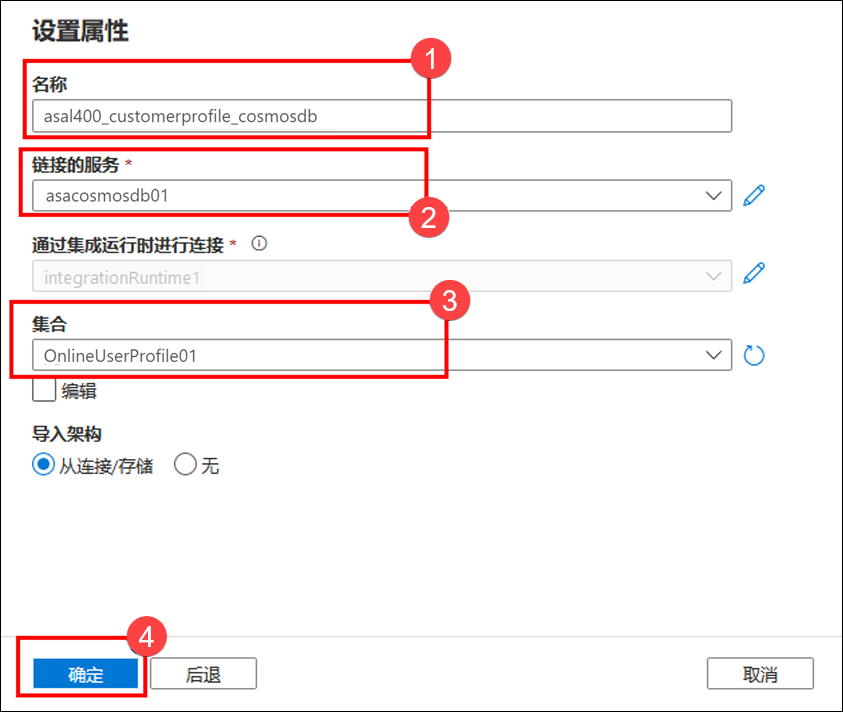 设置属性
1
名称
asal400_customerprofile_cosmosdb
链接的服务 *
asacosmosdb01
2
通过集成运行时进行连接 *
integrationRuntime1
3
集合
OnlineUserProfile01
编辑
导入架构
从连接/存储 无
4
确定 后退 取消